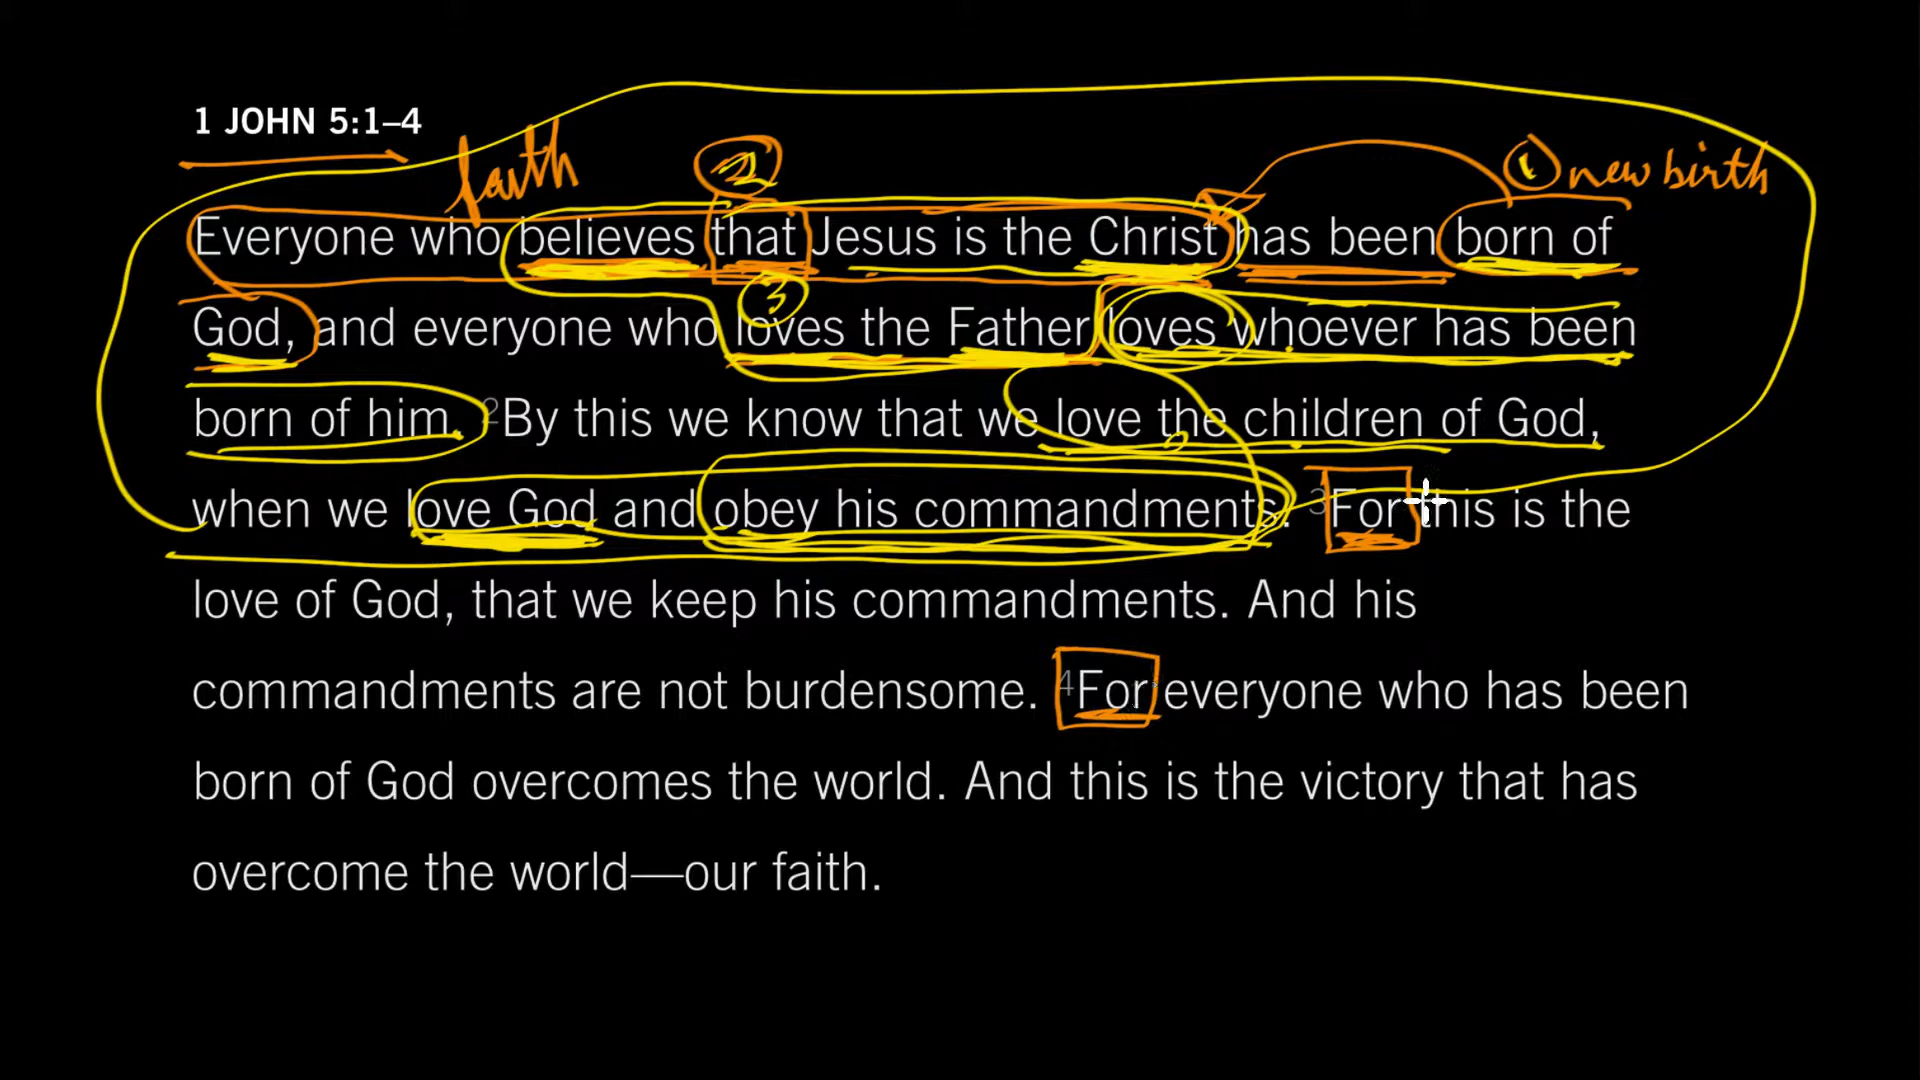 1 JOHN 5:1–4
faith 2 1 new birth
Everyone who believes that Jesus is the Christ has been born of
3
God, and everyone who loves the Father loves whoever has been
born of him. 2By this we know that we love the children of God,
when we love God and obey his commandments. 3For this is the
love of God, that we keep his commandments. And his
commandments are not burdensome. 4For everyone who has been
born of God overcomes the world. And this is the victory that has
overcome the world—our faith.